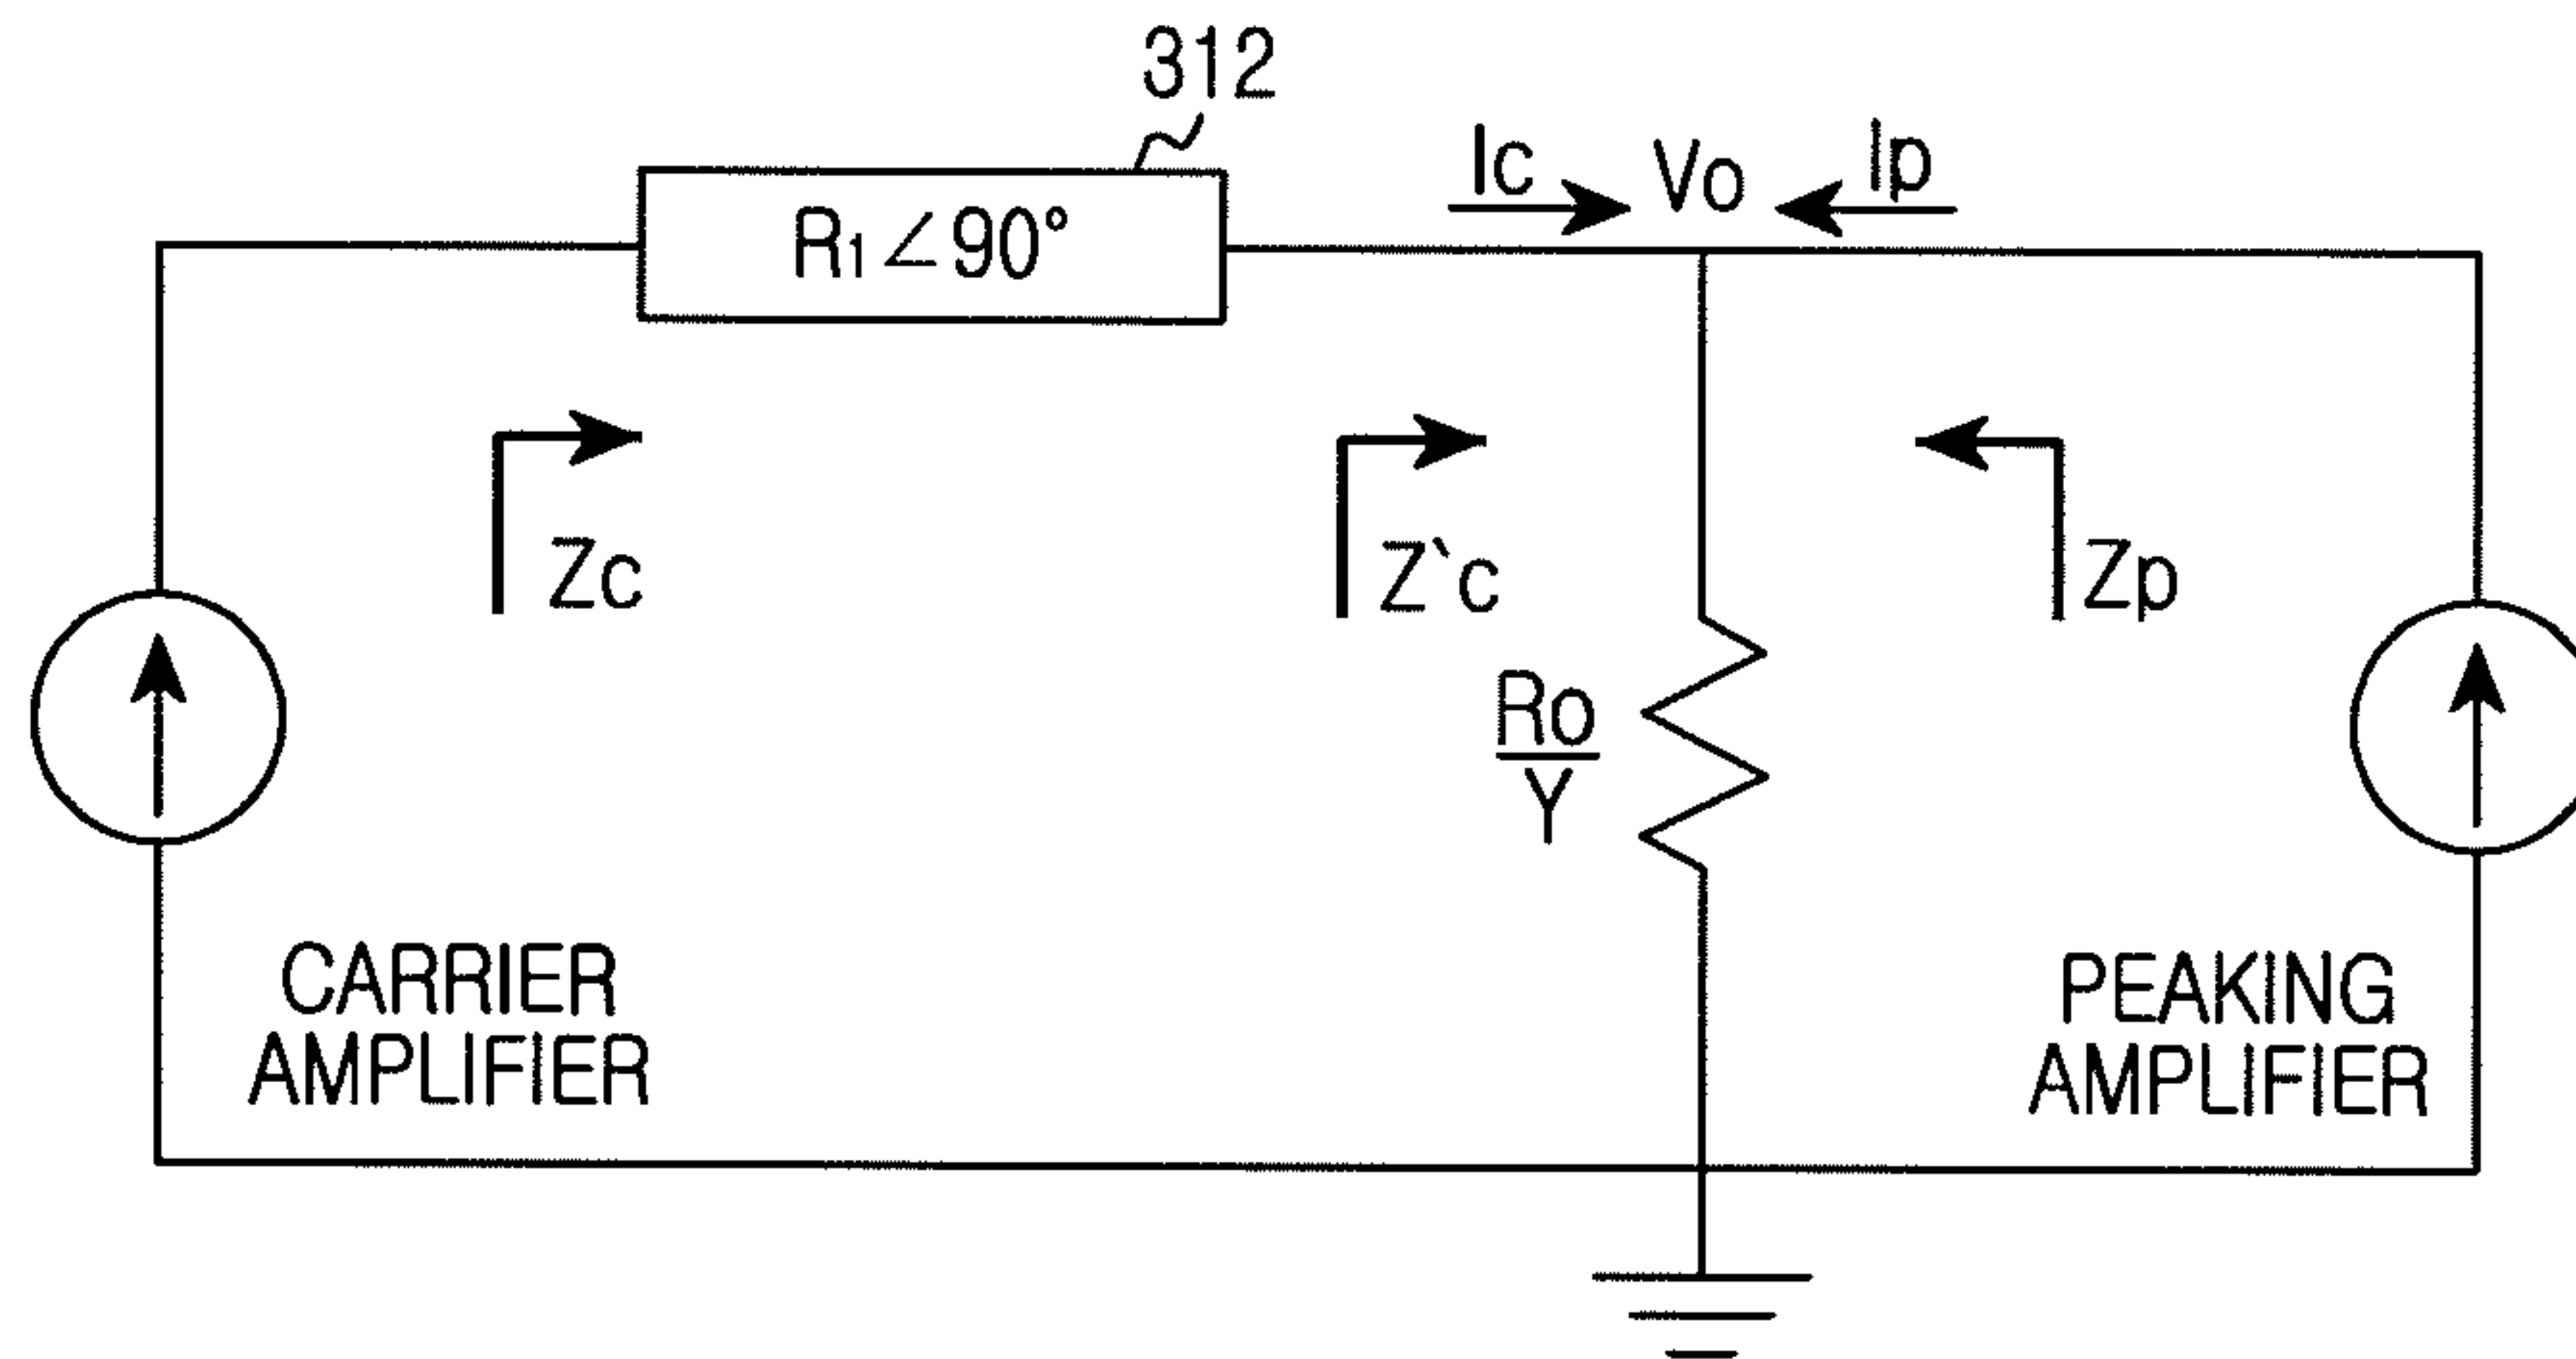 312
R₁∠90°
Ic
Vo
Ip
Zc
Z`c
Zp
Ro
Y
CARRIER
AMPLIFIER
PEAKING
AMPLIFIER